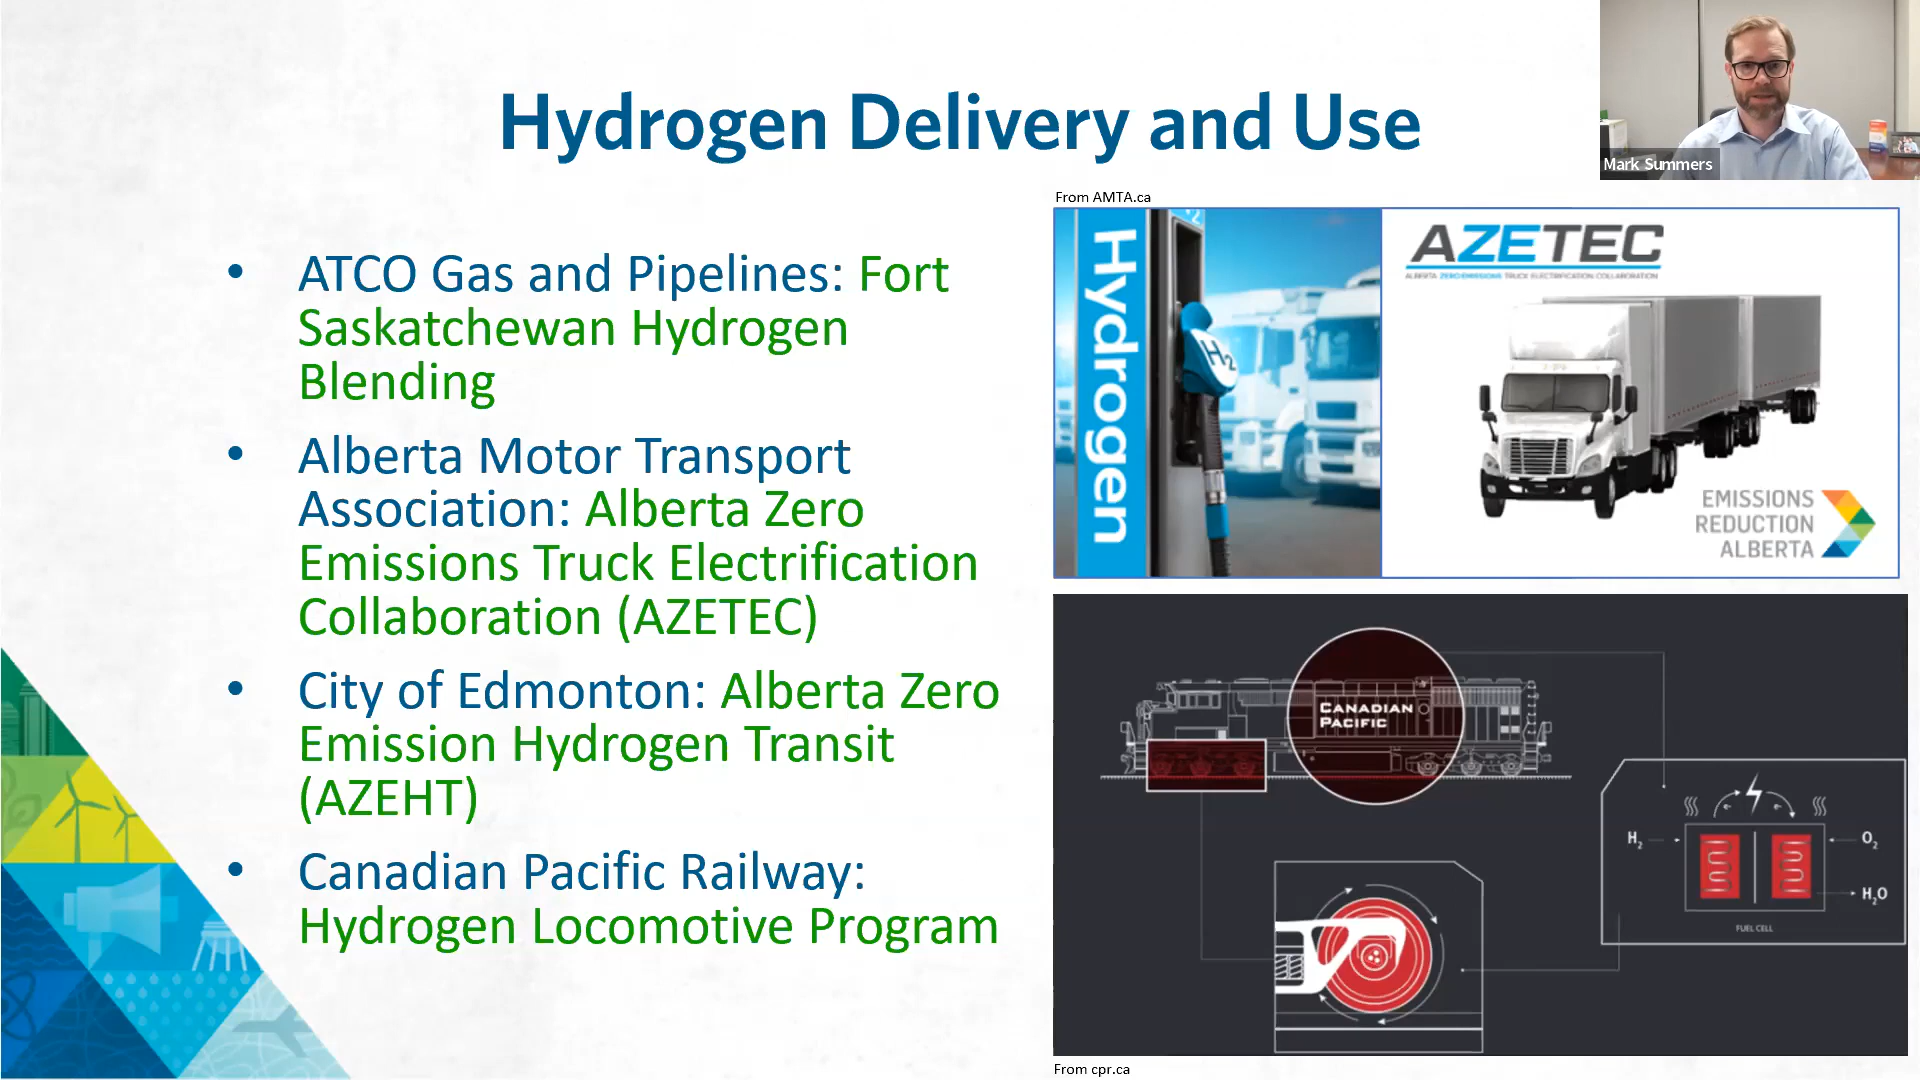 Hydrogen Delivery and Use
Mark Summers
From AMTA.ca
• ATCO Gas and Pipelines: Fort
Saskatchewan Hydrogen
Blending
• Alberta Motor Transport
Association: Alberta Zero
Emissions Truck Electrification
Collaboration (AZETEC)
• City of Edmonton: Alberta Zero
Emission Hydrogen Transit
(AZEHT)
• Canadian Pacific Railway:
Hydrogen Locomotive Program
Hydrogen
H2
AZETEC
ALBERTA ZERO EMISSIONS TRUCK ELECTRIFICATION COLLABORATION
EMISSIONS
REDUCTION
ALBERTA
CANADIAN
PACIFIC
H2
O2
H2O
FUEL CELL
From cpr.ca